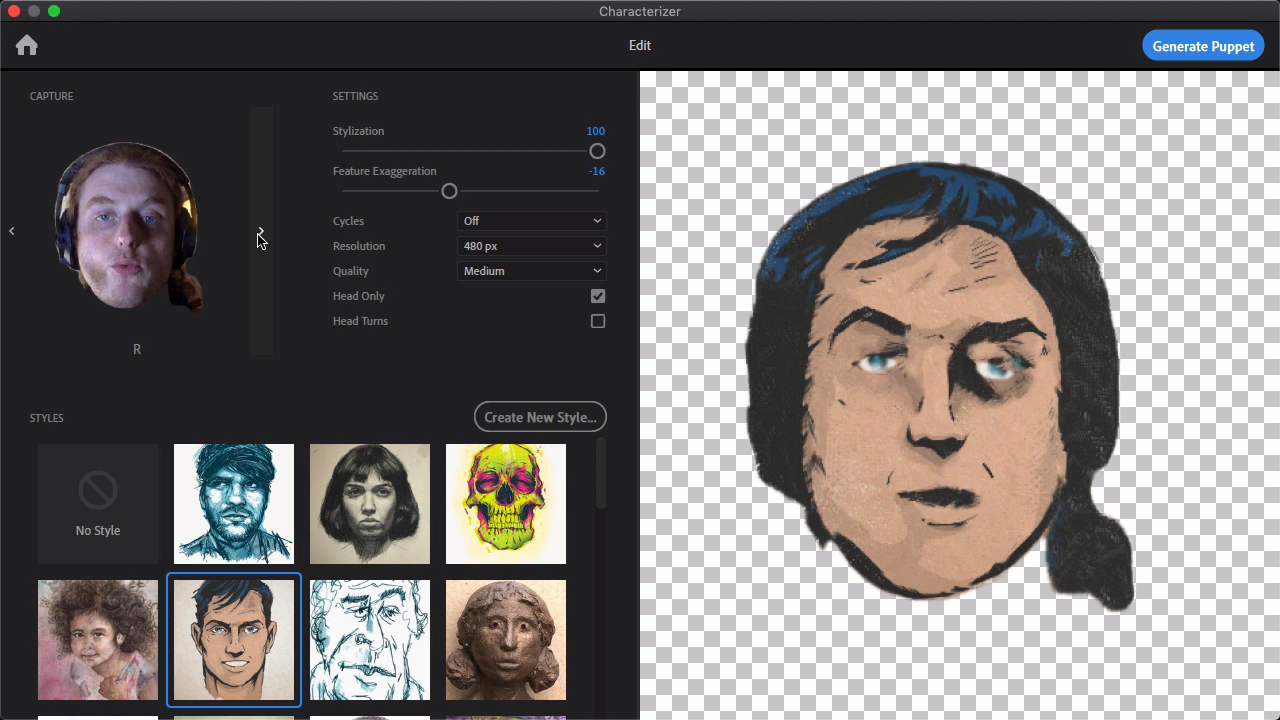 Characterizer
Edit
Generate Puppet
CAPTURE
R
SETTINGS
Stylization 100
Feature Exaggeration -16
Cycles Off
Resolution 480 px
Quality Medium
Head Only
Head Turns
STYLES
Create New Style...
No Style